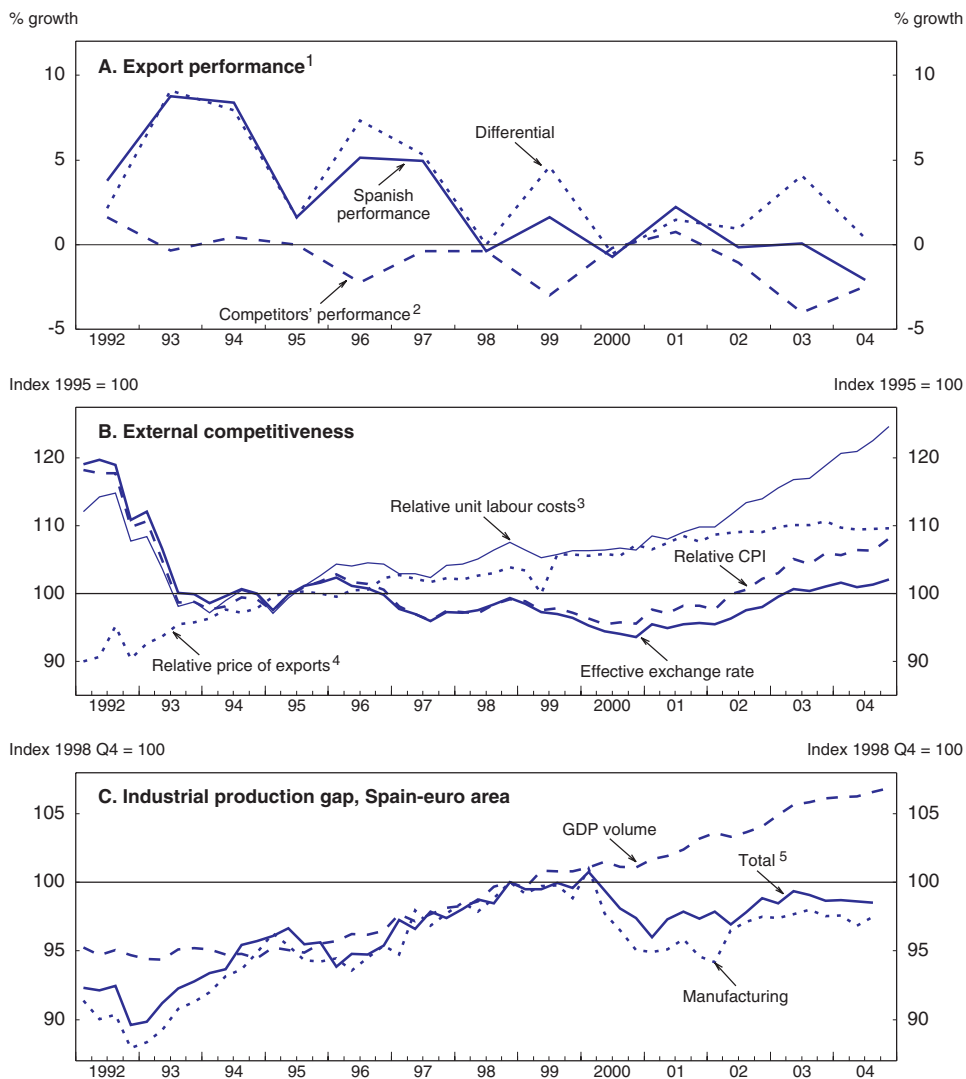 % growth % growth
A. Export performance1
10 10
Differential
5 5
Spanish
performance
0 0
Competitors' performance2
-5 -5
1992 93 94 95 96 97 98 99 2000 01 02 03 04
Index 1995 = 100 Index 1995 = 100
B. External competitiveness
120 120
Relative unit labour costs3
110 110
Relative CPI
100 100
Relative price of exports4
Effective exchange rate
90 90
1992 93 94 95 96 97 98 99 2000 01 02 03 04
Index 1998 Q4 = 100 Index 1998 Q4 = 100
C. Industrial production gap, Spain-euro area
105 105
GDP volume
Total 5
100 100
95 95
Manufacturing
90 90
1992 93 94 95 96 97 98 99 2000 01 02 03 04